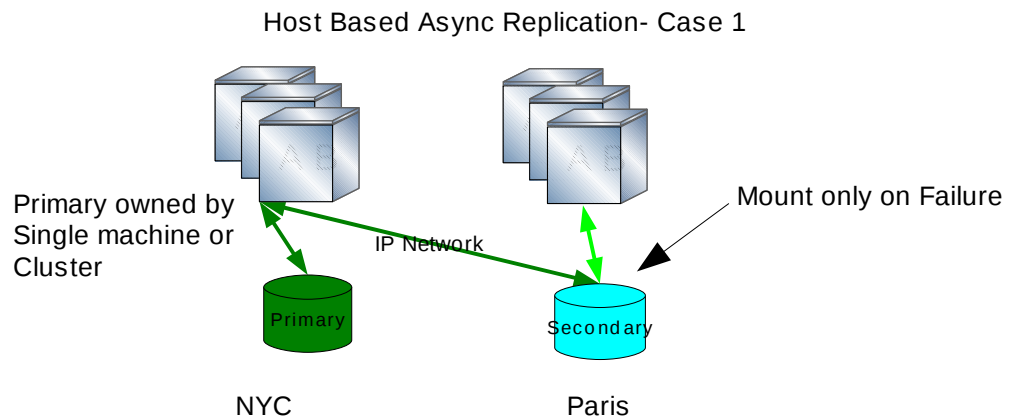 Host Based Async Replication- Case 1
A B
A B
Primary owned by
Single machine or
Cluster
Mount only on Failure
IP Network
Primary
Secondary
NYC
Paris